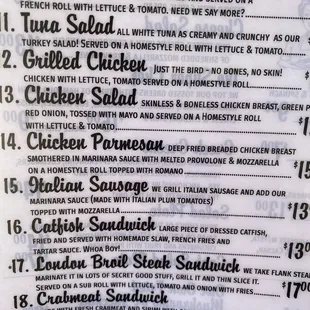 FRENCH ROLL WITH LETTUCE & TOMATO. NEED WE SAY MORE?
11. Tuna Salad ALL WHITE TUNA AS CREAMY AND CRUNCHY AS OUR
TURKEY SALAD! SERVED ON A HOMESTYLE ROLL WITH LETTUCE & TOMATO
2. Grilled Chicken JUST THE BIRD - NO BONES, NO SKIN!
CHICKEN WITH LETTUCE, TOMATO SERVED ON A HOMESTYLE ROLL
13. Chicken Salad SKINLESS & BONELESS CHICKEN BREAST, GREEN
RED ONION, TOSSED WITH MAYO AND SERVED ON A HOMESTYLE ROLL
WITH LETTUCE & TOMATO
14. Chicken Parmesan DEEP FRIED BREADED CHICKEN BREAST
SMOTHERED IN MARINARA SAUCE WITH MELTED PROVOLONE & MOZZARELLA
ON A HOMESTYLE ROLL TOPPED WITH ROMANO
15. Italian Sausage WE GRILL ITALIAN SAUSAGE AND ADD OUR
MARINARA SAUCE (MADE WITH ITALIAN PLUM TOMATOES)
TOPPED WITH MOZZARELLA $13
16. Catfish Sandwich LARGE PIECE OF DRESSED CATFISH,
FRIED AND SERVED WITH HOMEMADE SLAW, FRENCH FRIES AND
TARTAR SAUCE. WHOA BOY! $13
17. London Broil Steak Sandwich WE TAKE FLANK STEAK
MARINATE IT IN LOTS OF SECRET GOOD STUFF, GRILL IT AND THIN SLICE IT.
SERVED ON A SUB ROLL WITH LETTUCE, TOMATO AND ONION WITH FRIES $17
18. Crabmeat Sandwich